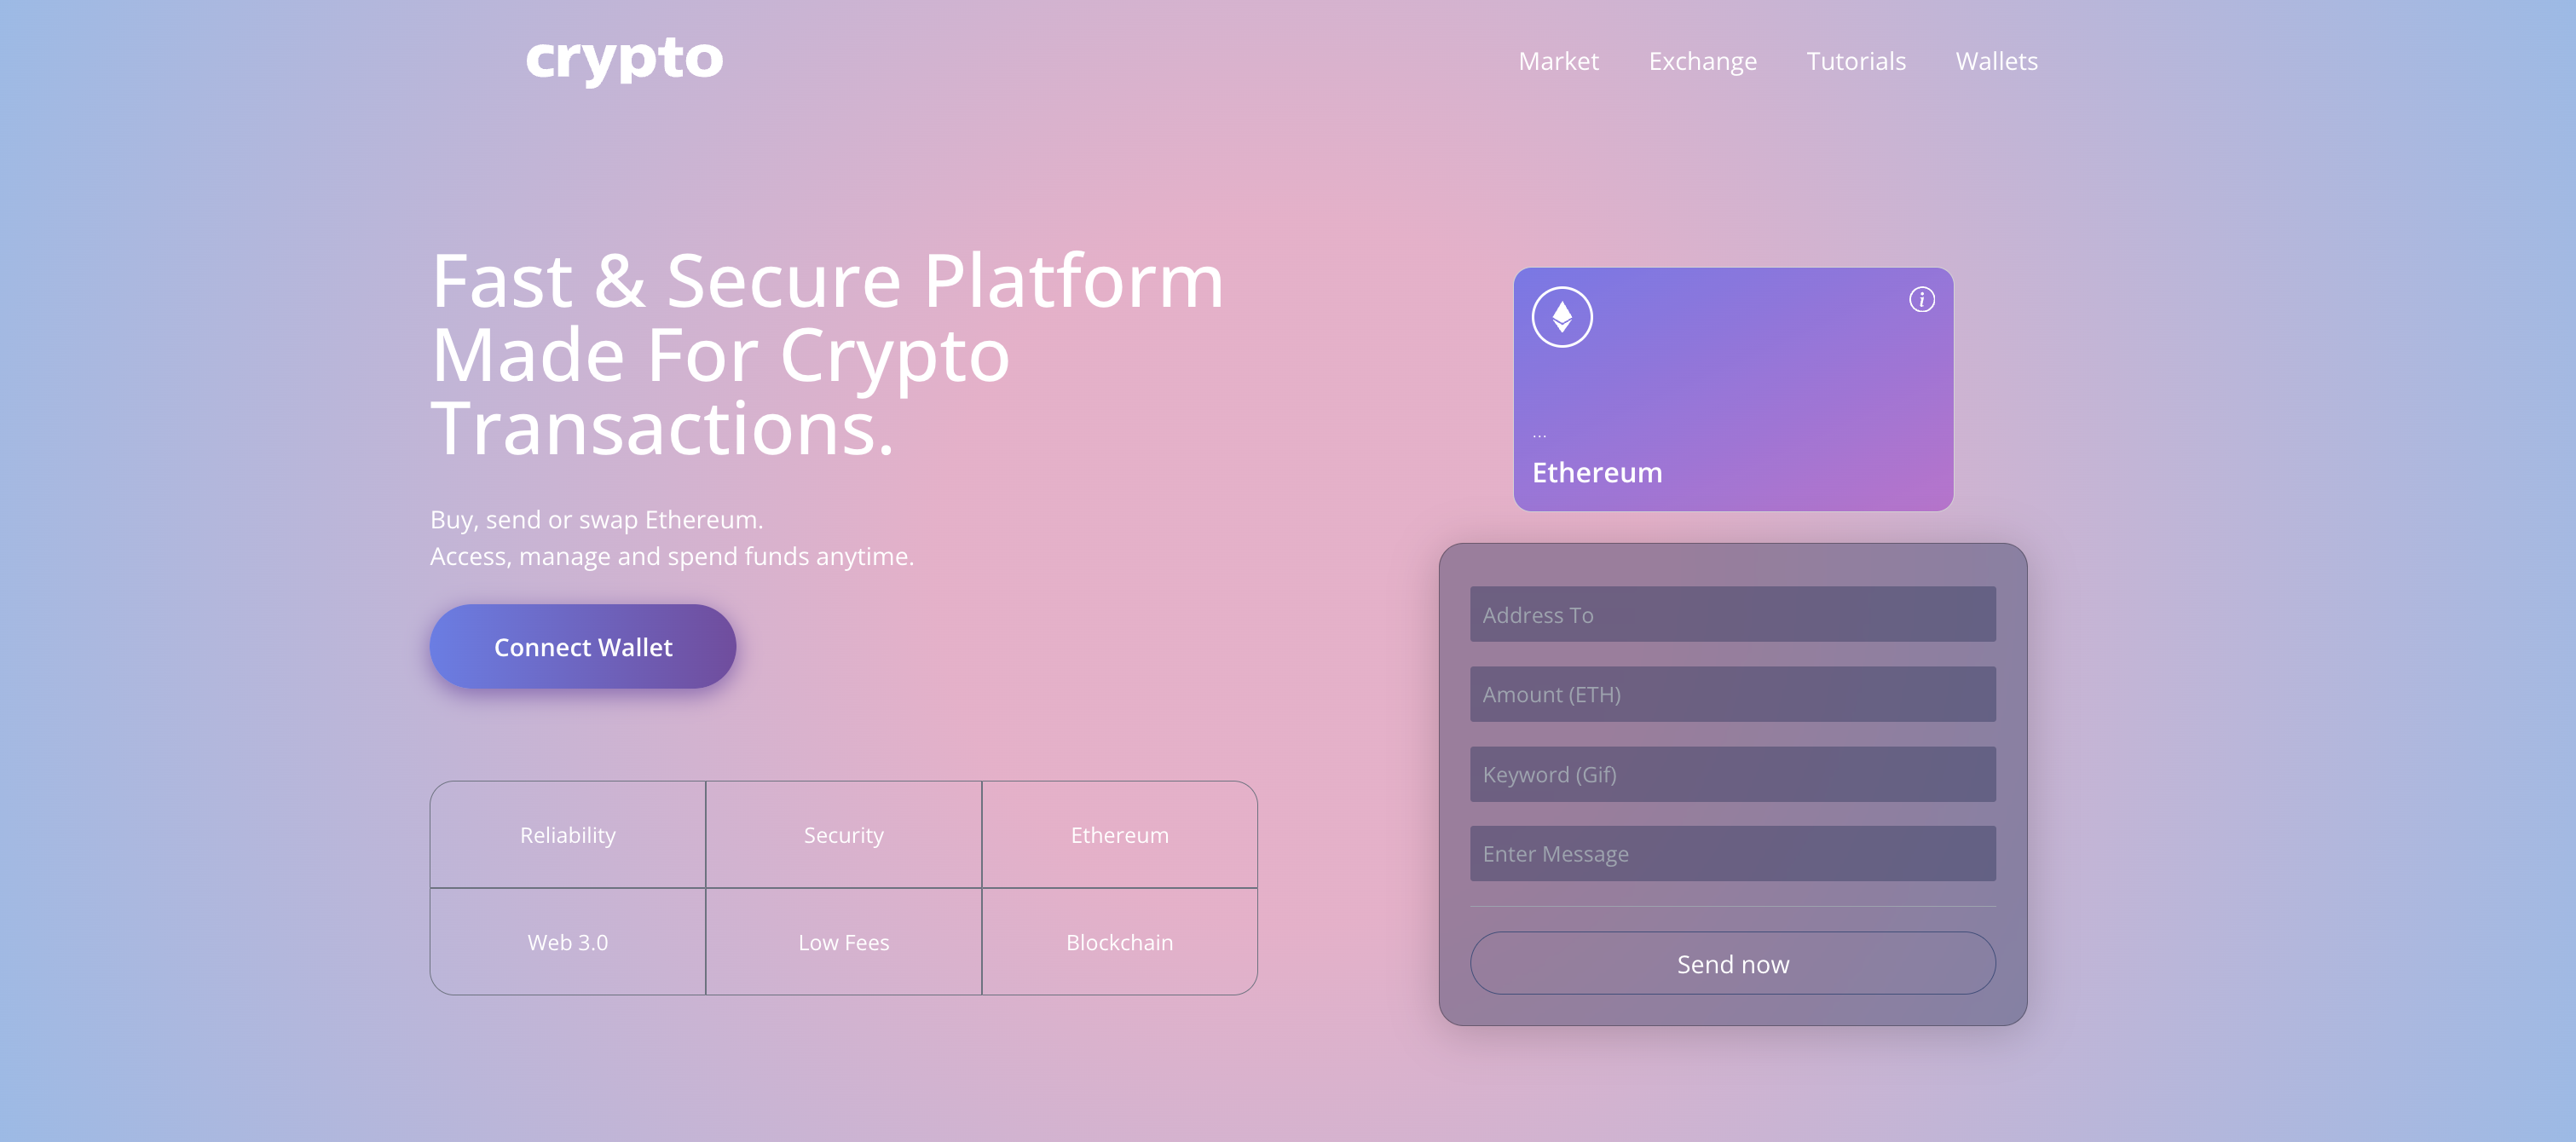 crypto
Market
Exchange
Tutorials
Wallets
Fast & Secure Platform
Made For Crypto
Transactions.
Buy, send or swap Ethereum.
Access, manage and spend funds anytime.
Connect Wallet
Reliability
Security
Ethereum
Web 3.0
Low Fees
Blockchain
i
...
Ethereum
Address To
Amount (ETH)
Keyword (Gif)
Enter Message
Send now